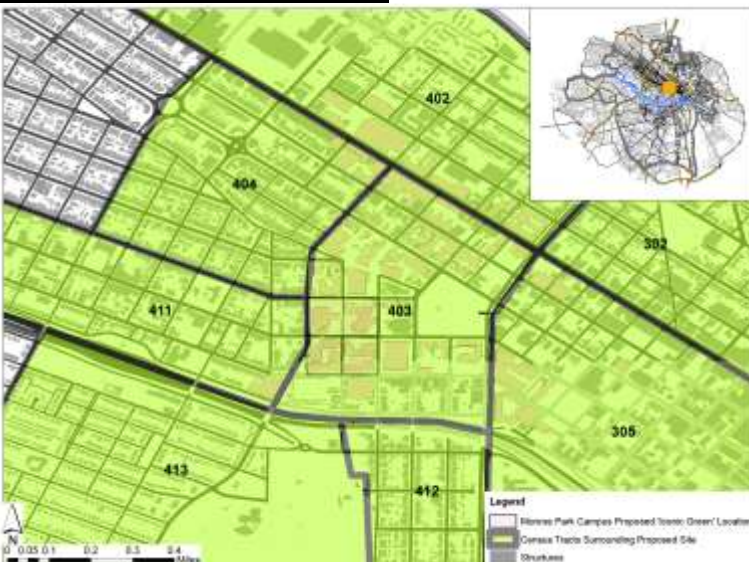 402
404
302
411
403
305
413
412
Legend
Monroe Park Campus Proposed 'Iconic Green' Location
Census Tracts Surrounding Proposed Site
Structures
N
0 0.05 0.1 0.2 0.3 0.4
Miles